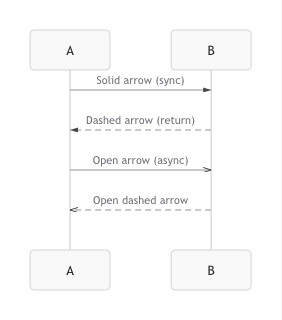 A B
Solid arrow (sync)
Dashed arrow (return)
Open arrow (async)
Open dashed arrow
A B